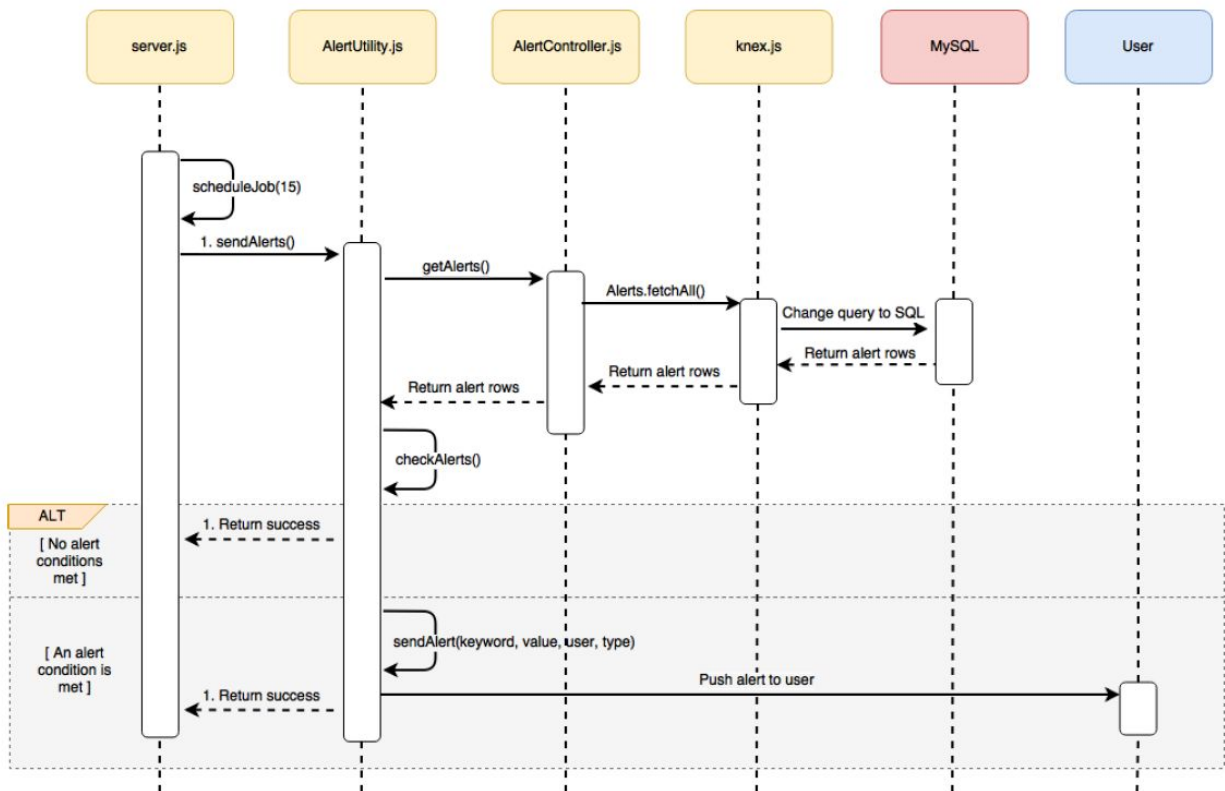 server.js
AlertUtility.js
AlertController.js
knex.js
MySQL
User
scheduleJob(15)
1. sendAlerts()
getAlerts()
Alerts.fetchAll()
Change query to SQL
Return alert rows
Return alert rows
Return alert rows
checkAlerts()
ALT
[ No alert
conditions
met ]
1. Return success
sendAlert(keyword, value, user, type)
[ An alert
condition is
met ]
Push alert to user
1. Return success